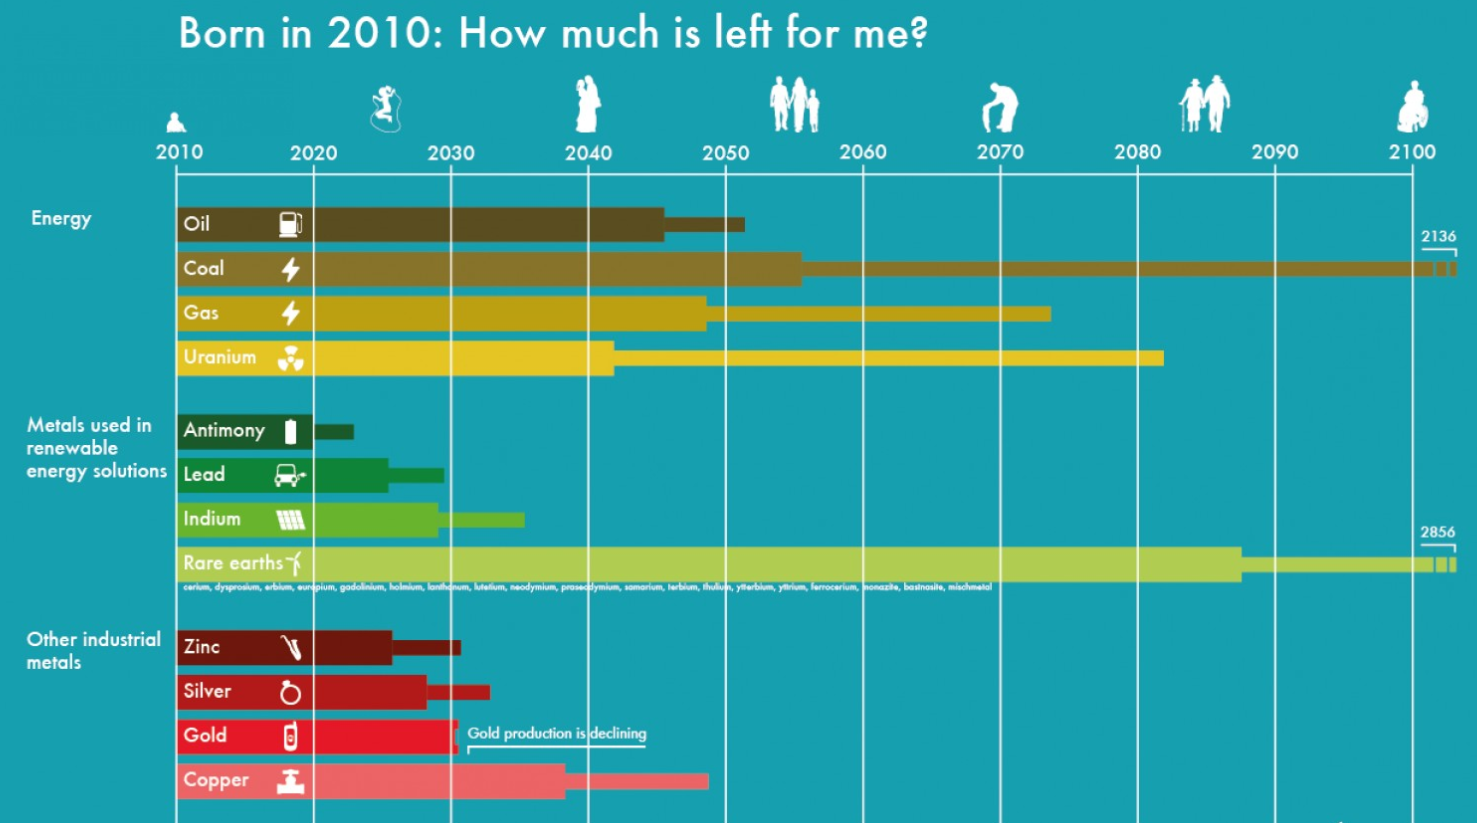 Born in 2010: How much is left for me?
2010 2020 2030 2040 2050 2060 2070 2080 2090 2100
Energy
Oil
2136
Coal
Gas
Uranium
Metals used in
renewable
energy solutions
Antimony
Lead
Indium
2856
Rare earths
cerium, dysprosium, erbium, europium, gadolinium, holmium, lanthanum, lutetium, neodymium, praseodymium, samarium, terbium, thulium, ytterbium, yttrium, ferrocerium, monazite, bastnasite, mischmetal
Other industrial
metals
Zinc
Silver
Gold
Gold production is declining
Copper